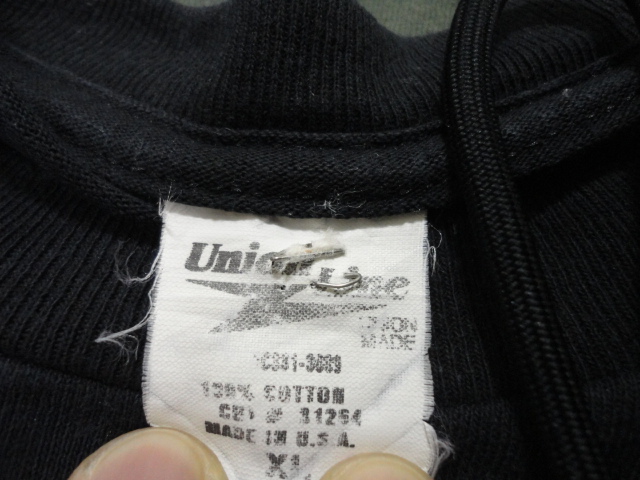 Union Line
UNION
MADE
100% COTTON
MADE IN U.S.A.
XL